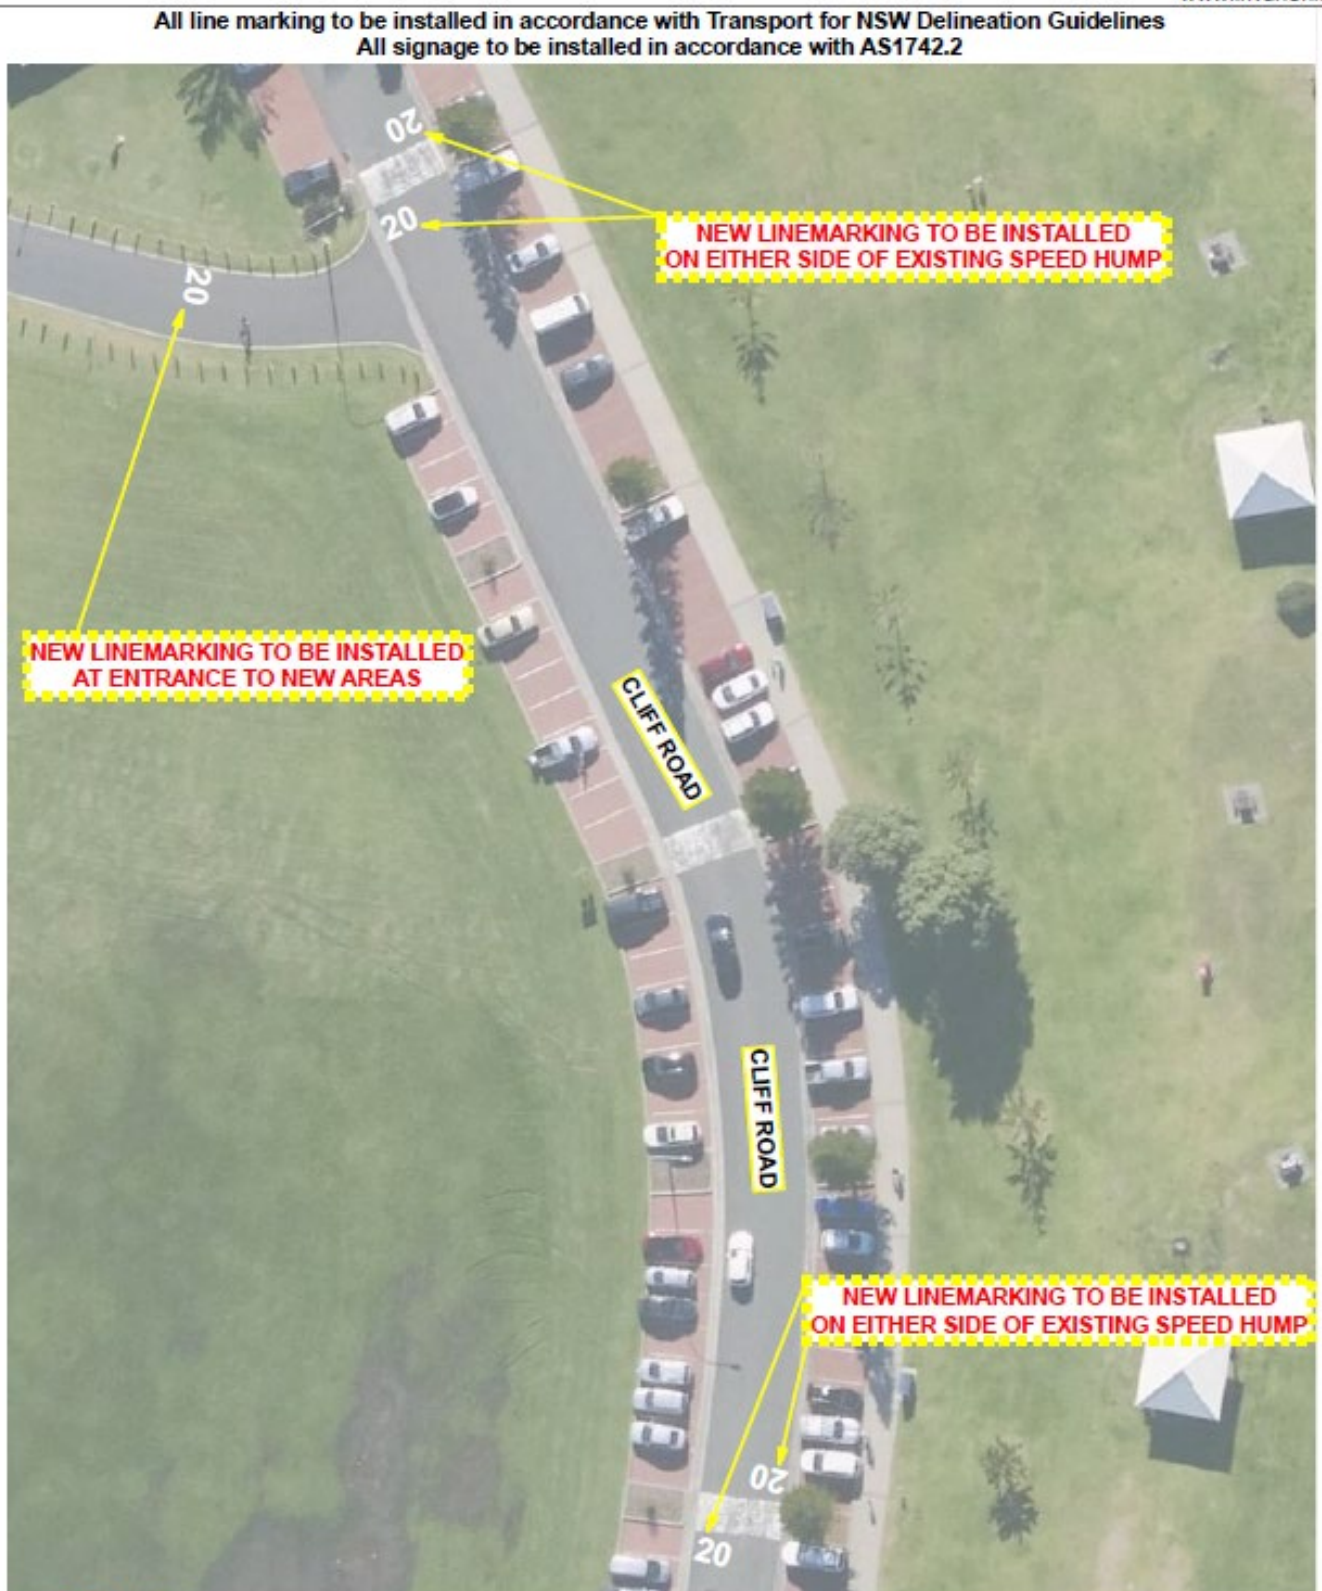 All line marking to be installed in accordance with Transport for NSW Delineation Guidelines
All signage to be installed in accordance with AS1742.2
20
20
NEW LINEMARKING TO BE INSTALLED
ON EITHER SIDE OF EXISTING SPEED HUMP
20
NEW LINEMARKING TO BE INSTALLED
AT ENTRANCE TO NEW AREAS
CLIFF ROAD
CLIFF ROAD
NEW LINEMARKING TO BE INSTALLED
ON EITHER SIDE OF EXISTING SPEED HUMP
20
20